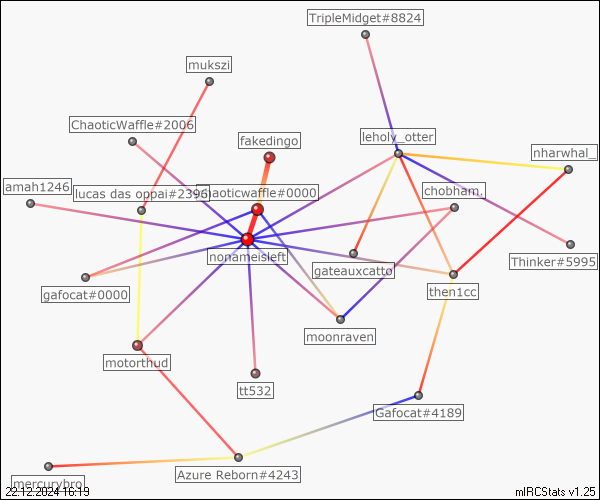 TripleMidget#8824
mukszi
ChaoticWaffle#2006
fakedingo
leholy_otter
nharwhal_
amah1246
lucas das oppai#2396
chaoticwaffle#0000
chobham.
nonameisleft
gateauxcatto
Thinker#5995
gafocat#0000
then1cc
moonraven
motorthud
tt532
Gafocat#4189
Azure Reborn#4243
mercurybro
22.12.2024 16:19
mIRCStats v1.25